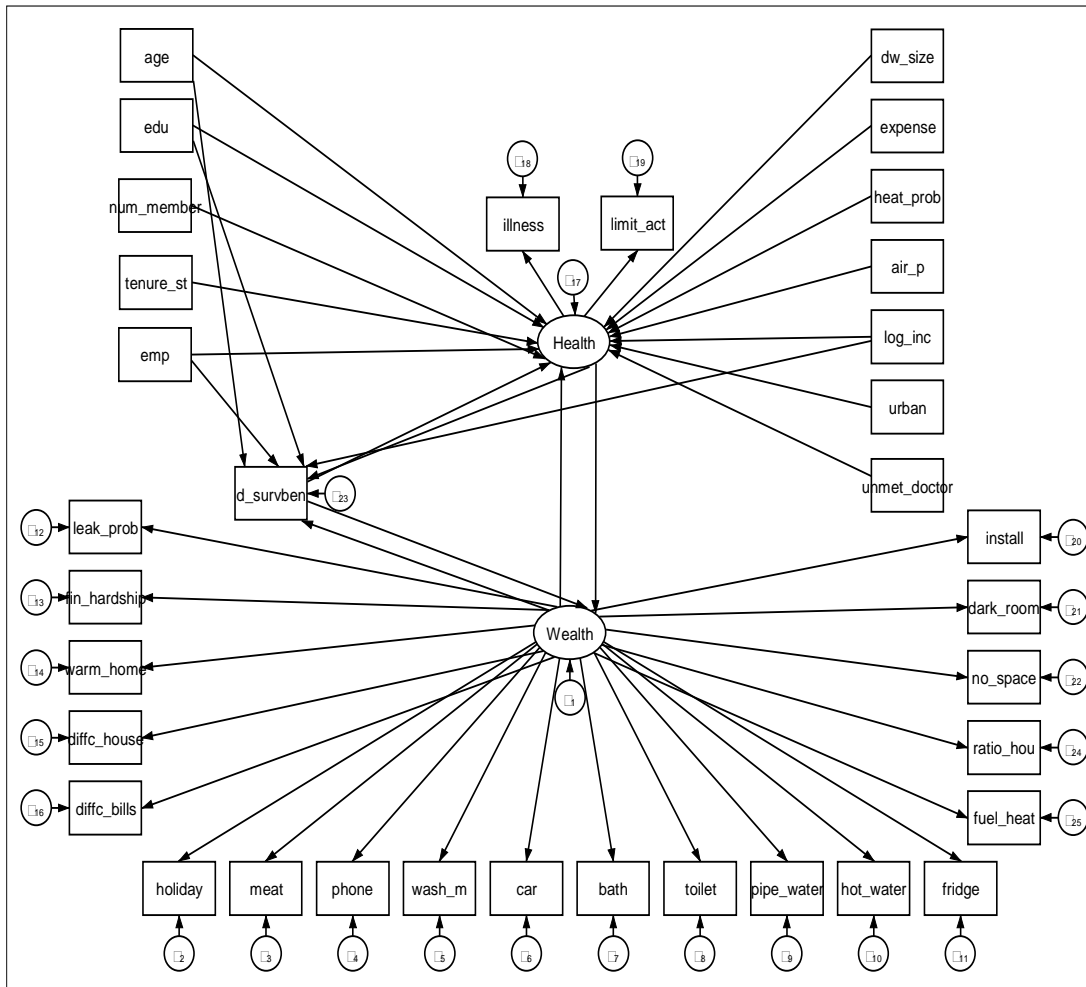 age
dw_size
edu
expense
□18
□19
num_member
illness
limit_act
heat_prob
tenure_st
□17
air_p
emp
Health
log_inc
urban
d_survben
□23
unmet_doctor
□12
leak_prob
install
□20
□13
fin_hardship
dark_room
□21
□14
warm_home
Wealth
no_space
□22
□1
□15
diffc_house
ratio_hou
□24
□16
diffc_bills
fuel_heat
□25
holiday
meat
phone
wash_m
car
bath
toilet
pipe_water
hot_water
fridge
□2
□3
□4
□5
□6
□7
□8
□9
□10
□11